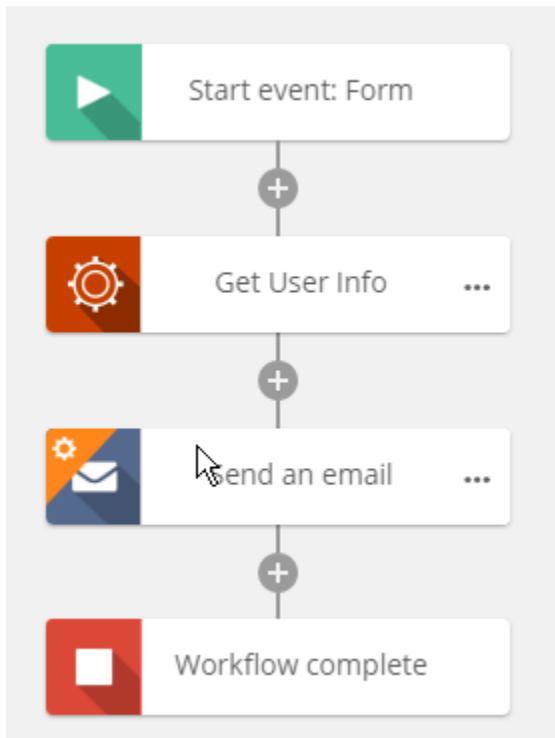 Start event: Form
Get User Info
Send an email
Workflow complete